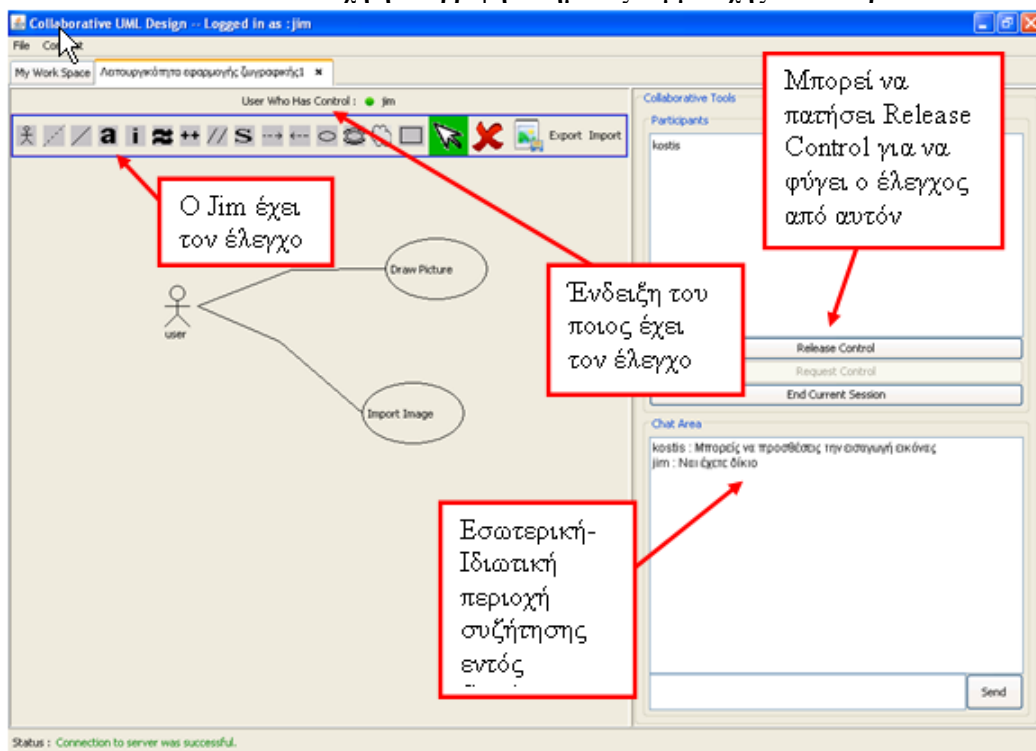 Collaborative UML Design -- Logged in as : jim
File
My Work Space Λειτουργικότητα εφαρμογής ζωγραφικής1
User Who Has Control : jim
a i ++ // S Export Import
Ο Jim έχει
τον έλεγχο
Draw Picture
user
Import Image
Ένδειξη του
ποιος έχει
τον έλεγχο
Εσωτερική-
Ιδιωτική
περιοχή
συζήτησης
εντός
Collaborative Tools
Participants
kostis
Μπορεί να
πατήσει Release
Control για να
φύγει ο έλεγχος
από αυτόν
Release Control
Request Control
End Current Session
Chat Area
kostis : Μπορείς να προσθέσεις την εισαγωγή εικόνας
jim : Ναι έχετε δίκιο
Send
Status : Connection to server was successful.